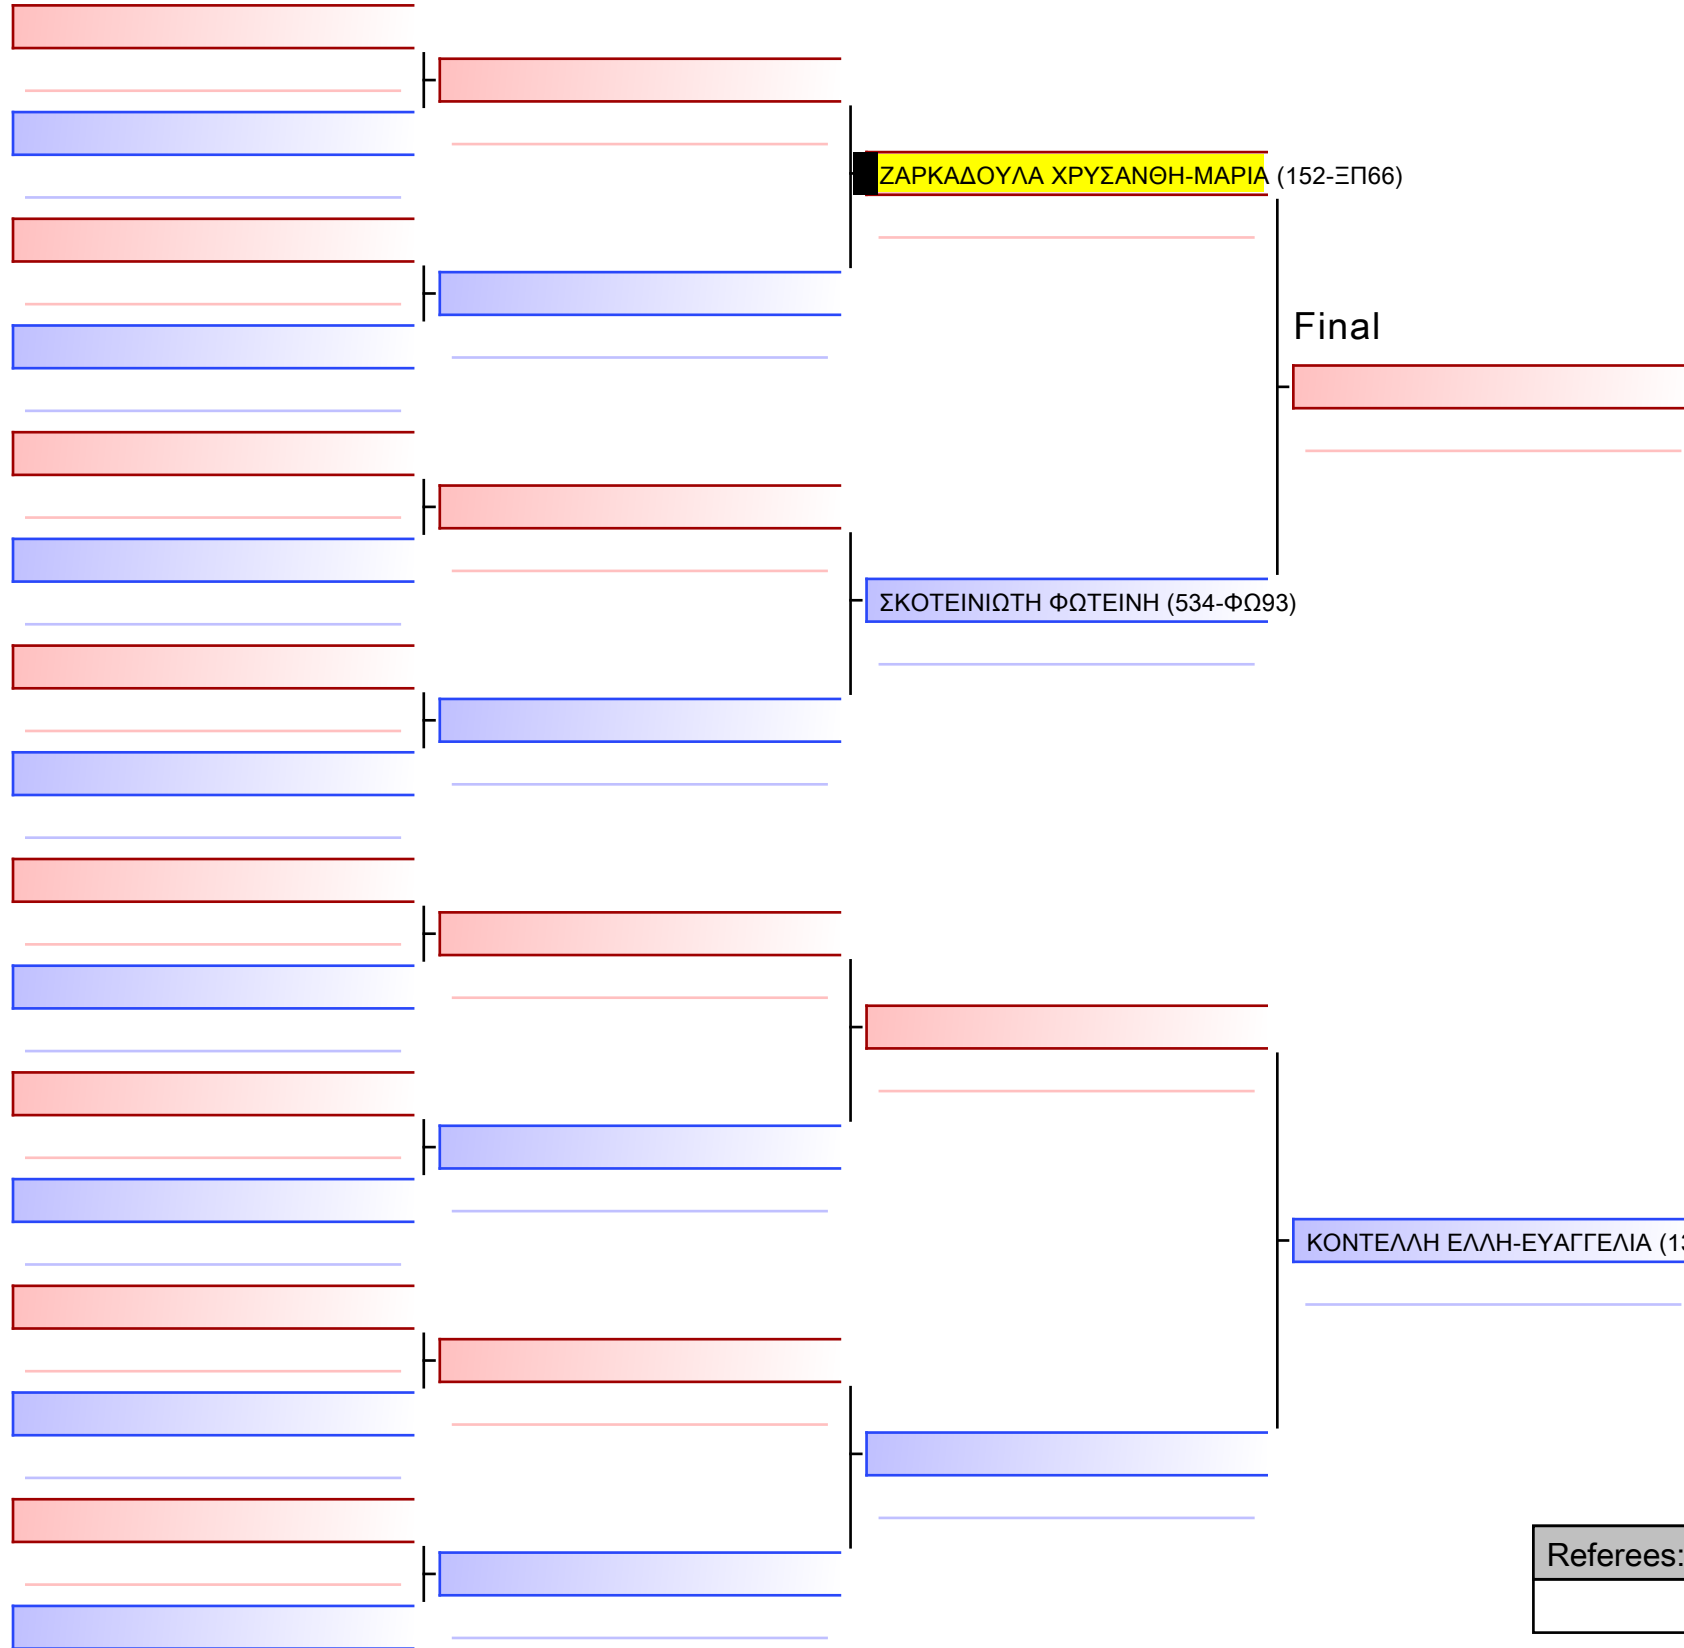 ΖΑΡΚΑΔΟΥΛΑ ΧΡΥΣΑΝΘΗ-ΜΑΡΙΑ (152-ΞΠ66)
Final
ΣΚΟΤΕΙΝΙΩΤΗ ΦΩΤΕΙΝΗ (534-ΦΩ93)
ΚΟΝΤΕΛΛΗ ΕΛΛΗ-ΕΥΑΓΓΕΛΙΑ
Referees: